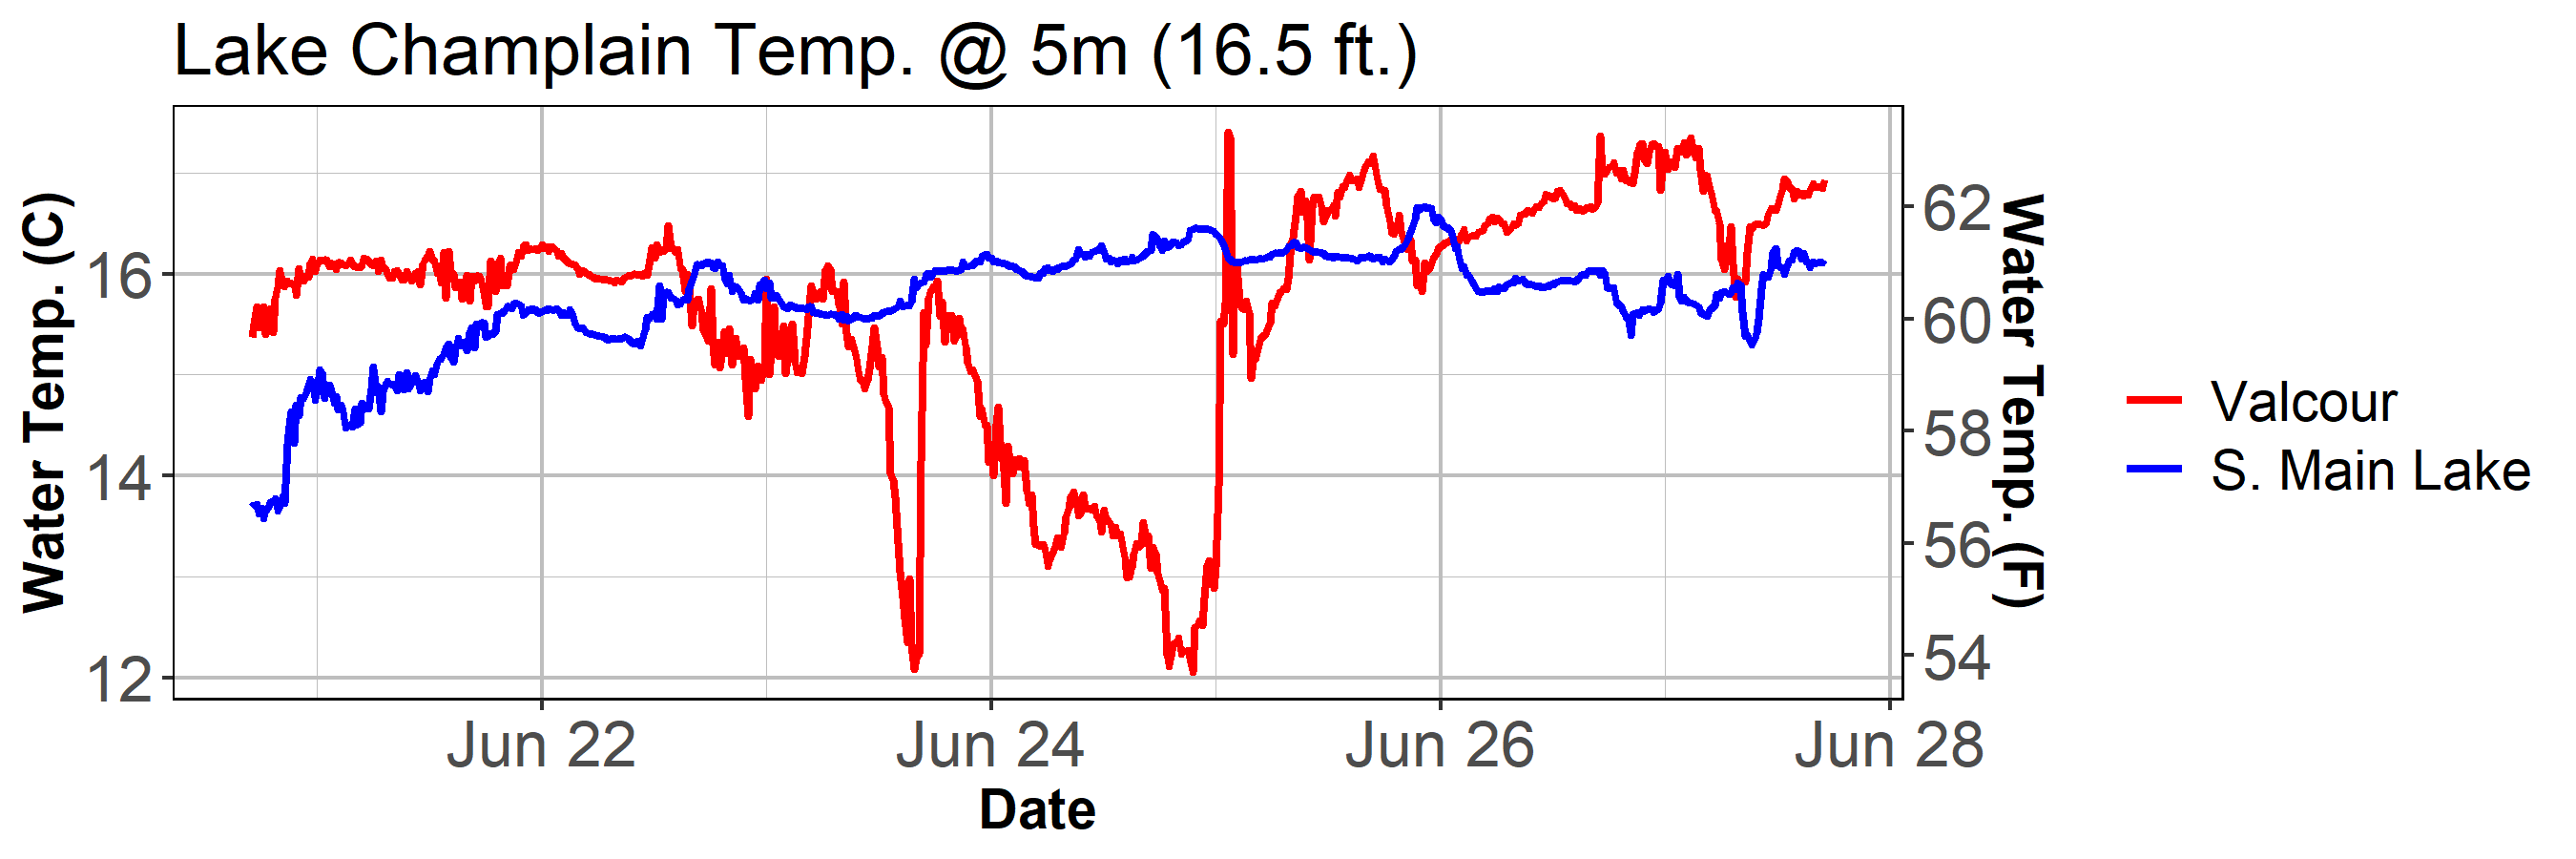 Lake Champlain Temp. @ 5m (16.5 ft.)
Water Temp. (C)
16
14
12
62
60
58
56
54
Water Temp. (F)
Jun 22
Jun 24
Jun 26
Jun 28
Date
Valcour
S. Main Lake